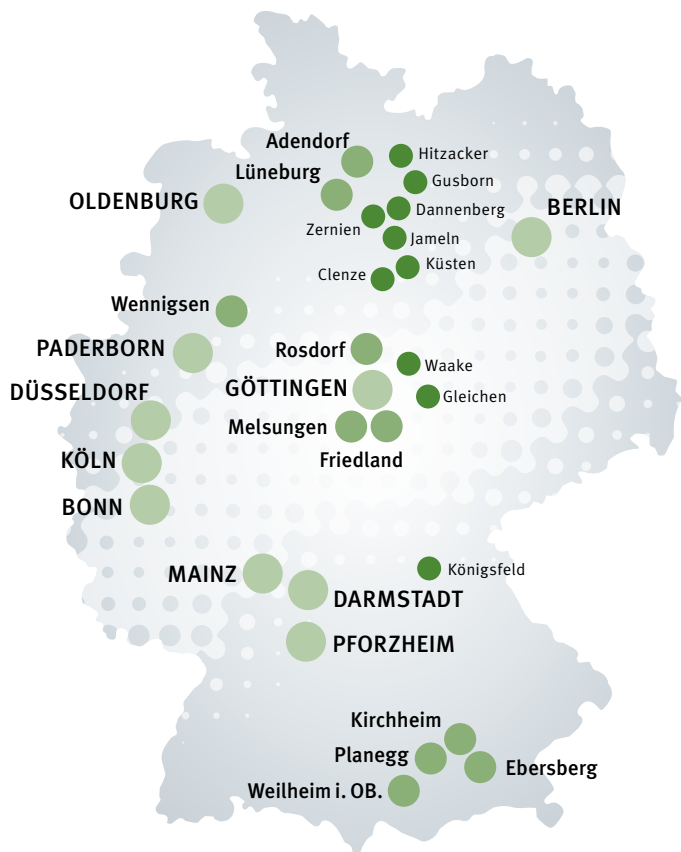 Adendorf
Hitzacker
Lüneburg
Gusborn
OLDENBURG
Dannenberg
BERLIN
Zernien
Jameln
Küsten
Clenze
Wennigsen
PADERBORN
Rosdorf
Waake
DÜSSELDORF
GÖTTINGEN
Gleichen
Melsungen
KÖLN
Friedland
BONN
MAINZ
Königsfeld
DARMSTADT
PFORZHEIM
Kirchheim
Planegg
Ebersberg
Weilheim i. OB.